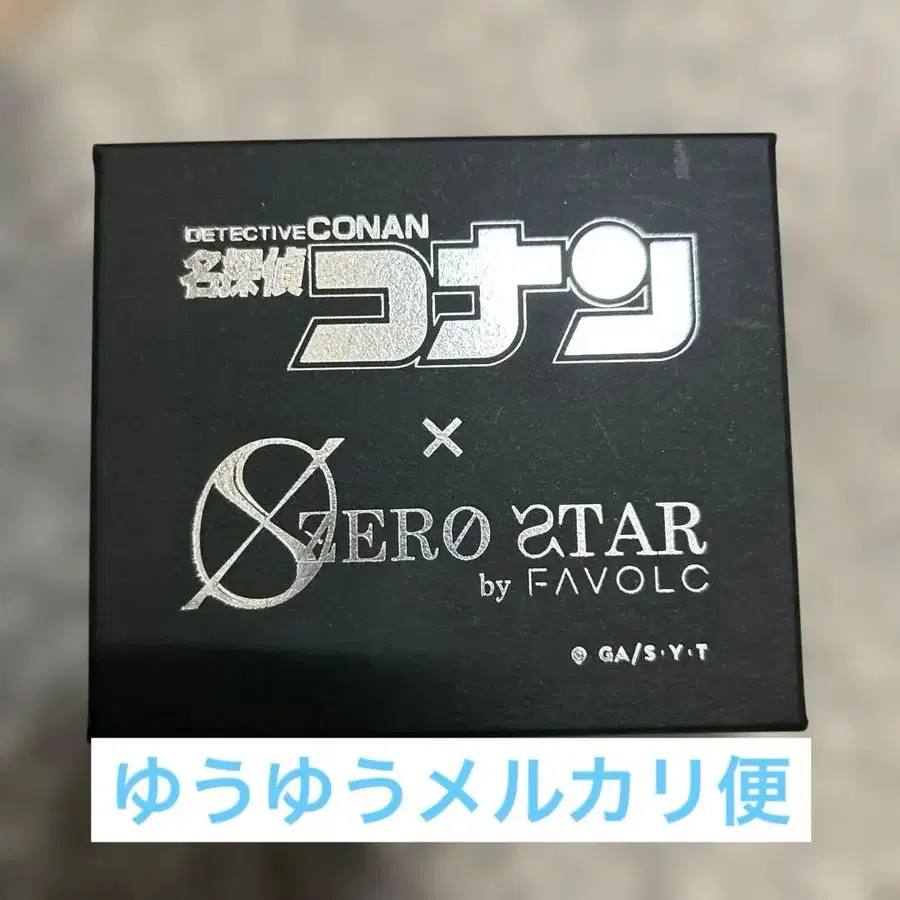 DETECTIVE CONAN
名探偵コナン
×
ZERO STAR
by FAVOLC
© GA/S・Y・T
ゆうゆうメルカリ便